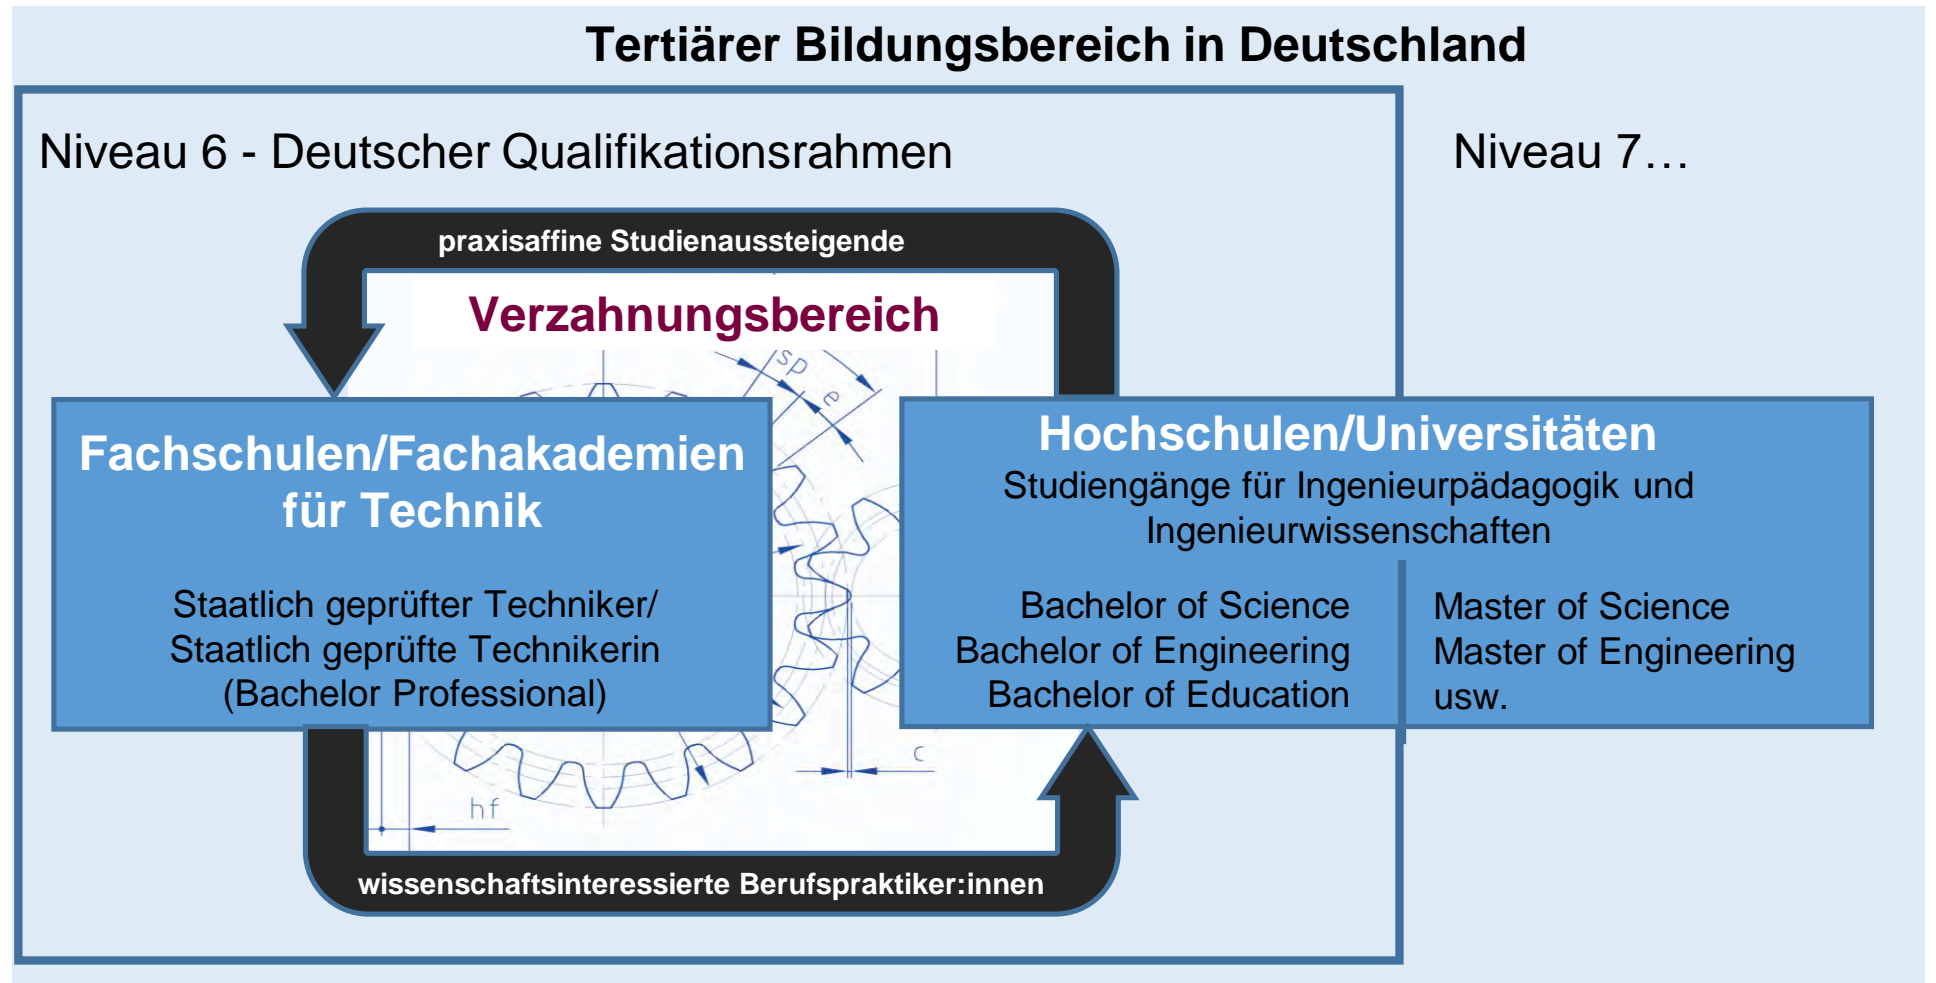 Tertiärer Bildungsbereich in Deutschland
Niveau 6 - Deutscher Qualifikationsrahmen
Niveau 7…
praxisaffine Studienaussteigende
Verzahnungsbereich
sp
e
Fachschulen/Fachakademien
für Technik
Staatlich geprüfter Techniker/
Staatlich geprüfte Technikerin
(Bachelor Professional)
Hochschulen/Universitäten
Studiengänge für Ingenieurpädagogik und
Ingenieurwissenschaften
Bachelor of Science
Bachelor of Engineering
Bachelor of Education
Master of Science
Master of Engineering
usw.
c
hf
wissenschaftsinteressierte Berufspraktiker:innen